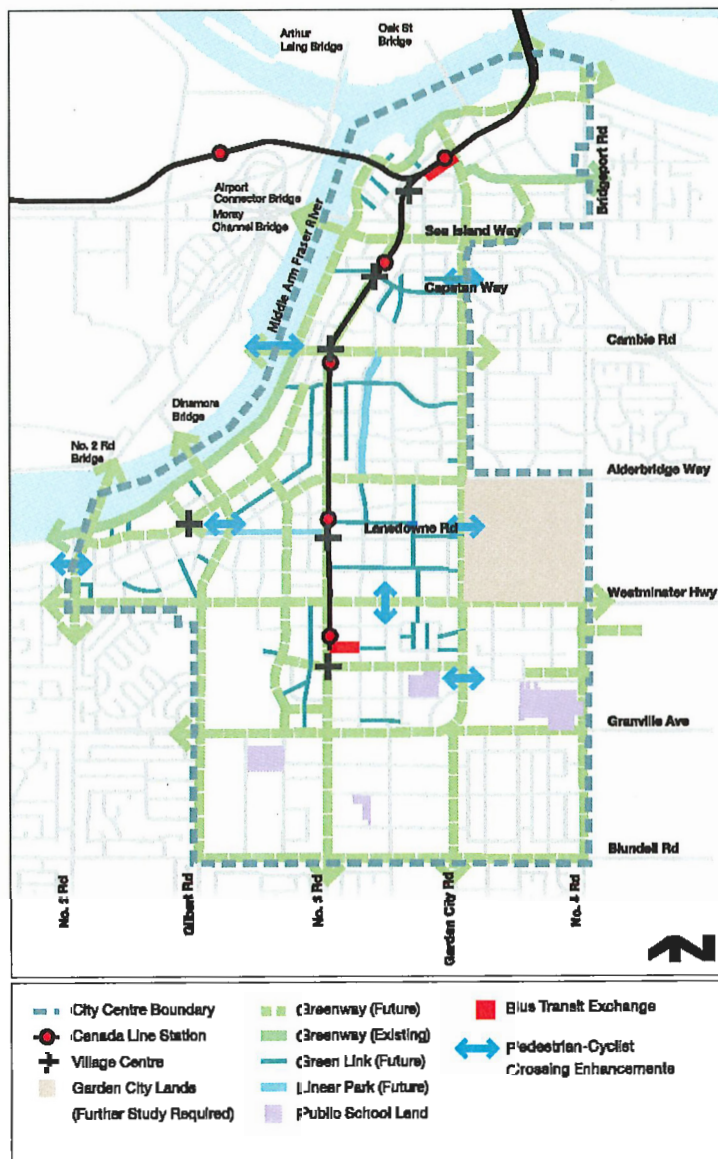 Arthur
Laing Bridge
Oak St
Bridge
Bridgeport Rd
Airport
Connector Bridge
Moray
Channel Bridge
Middle Arm Fraser River
Sea Island Way
Capstan Way
Cambie Rd
Dinsmore
Bridge
No. 2 Rd
Bridge
Alderbridge Way
Lansdowne Rd
Westminster Hwy
Granville Ave
Blundell Rd
No. 2 Rd
Gilbert Rd
No. 3 Rd
Garden City Rd
No. 4 Rd
N
City Centre Boundary
Canada Line Station
Village Centre
Garden City Lands
(Further Study Required)
Greenway (Future)
Greenway (Existing)
Green Link (Future)
Linear Park (Future)
Public School Land
Bus Transit Exchange
Pedestrian-Cyclist
Crossing Enhancements